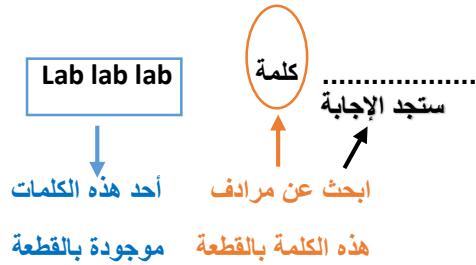 Lab lab lab
كلمة
...................
ستجد الإجابة
ابحث عن مرادف
هذه الكلمة بالقطعة
أحد هذه الكلمات
موجودة بالقطعة